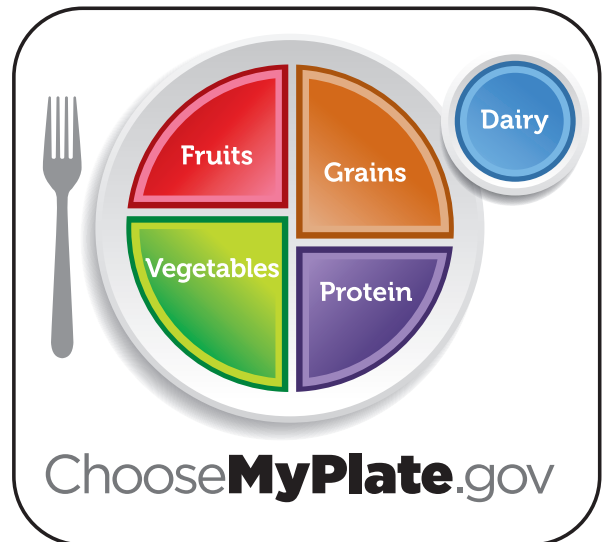 Fruits
Grains
Dairy
Vegetables
Protein
ChooseMyPlate.gov